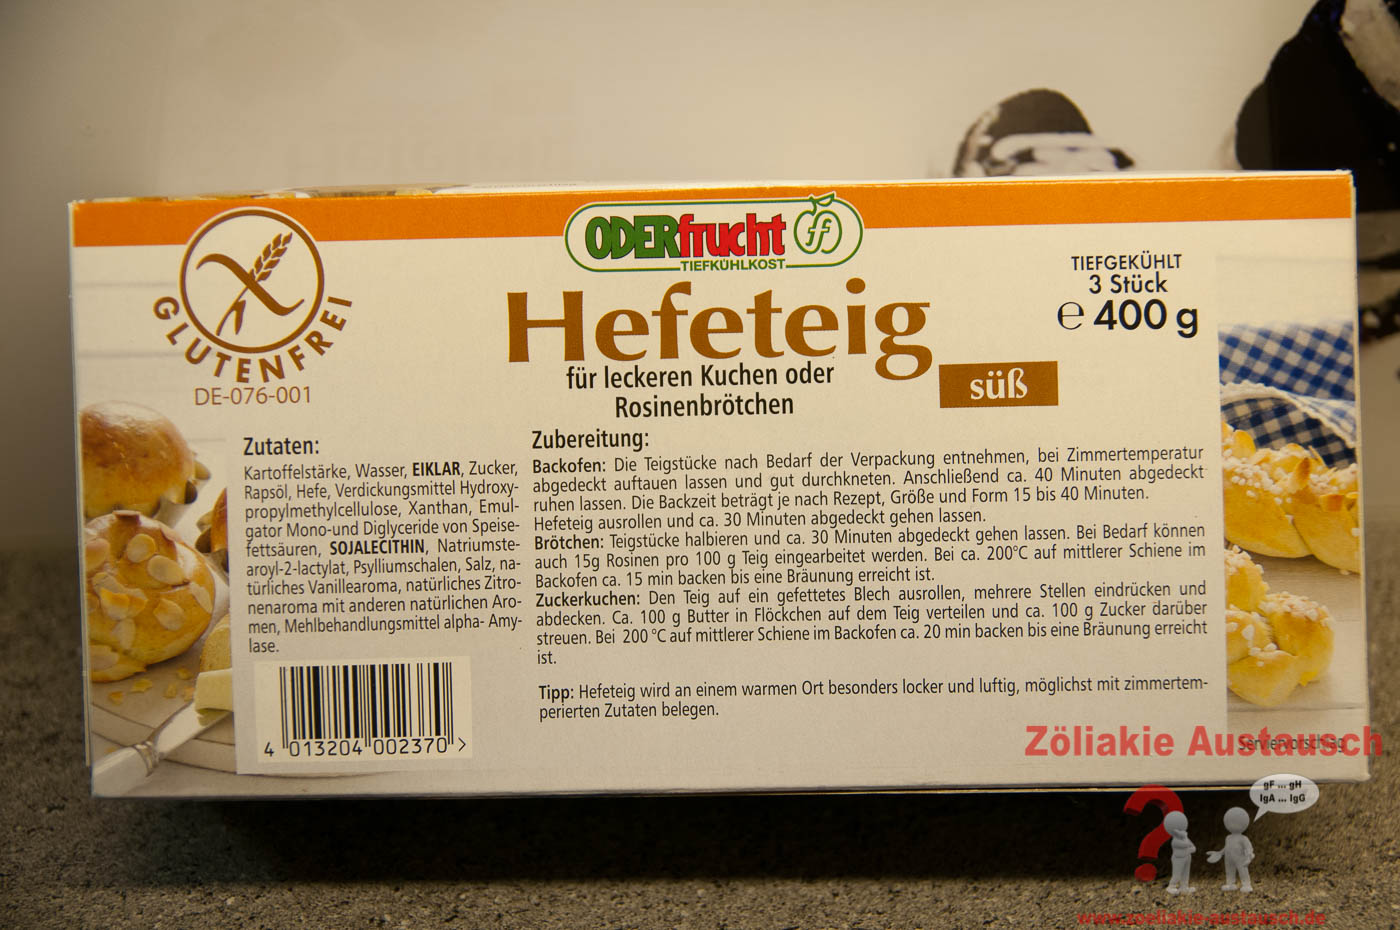 ODERfrucht ff
TIEFKÜHLKOST
GLUTENFREI
DE-076-001
Hefeteig
für leckeren Kuchen oder
Rosinenbrötchen
süß
TIEFGEKÜHLT
3 Stück
℮ 400 g
Zutaten:
Kartoffelstärke, Wasser, EIKLAR, Zucker,
Rapsöl, Hefe, Verdickungsmittel Hydroxy-
propylmethylcellulose, Xanthan, Emul-
gator Mono-und Diglyceride von Speise-
fettsäuren, SOJALECITHIN, Natriumste-
aroyl-2-lactylat, Psylliumschalen, Salz, na-
türliches Vanillearoma, natürliches Zitro-
nenaroma mit anderen natürlichen Aro-
men, Mehlbehandlungsmittel alpha- Amy-
lase.
4 013204 002370 >
Zubereitung:
Backofen: Die Teigstücke nach Bedarf der Verpackung entnehmen, bei Zimmertemperatur
abgedeckt auftauen lassen und gut durchkneten. Anschließend ca. 40 Minuten abgedeckt
ruhen lassen. Die Backzeit beträgt je nach Rezept, Größe und Form 15 bis 40 Minuten.
Hefeteig ausrollen und ca. 30 Minuten abgedeckt gehen lassen.
Brötchen: Teigstücke halbieren und ca. 30 Minuten abgedeckt gehen lassen. Bei Bedarf können
auch 15g Rosinen pro 100 g Teig eingearbeitet werden. Bei ca. 200°C auf mittlerer Schiene im
Backofen ca. 15 min backen bis eine Bräunung erreicht ist.
Zuckerkuchen: Den Teig auf ein gefettetes Blech ausrollen, mehrere Stellen eindrücken und
abdecken. Ca. 100 g Butter in Flöckchen auf dem Teig verteilen und ca. 100 g Zucker darüber
streuen. Bei 200 °C auf mittlerer Schiene im Backofen ca. 20 min backen bis eine Bräunung erreicht
ist.
Tipp: Hefeteig wird an einem warmen Ort besonders locker und luftig, möglichst mit zimmertem-
perierten Zutaten belegen.
Serviervorschlag
Zöliakie Austausch
gF ... gH
IgA ... IgG
?
www.zoeliakie-austausch.de